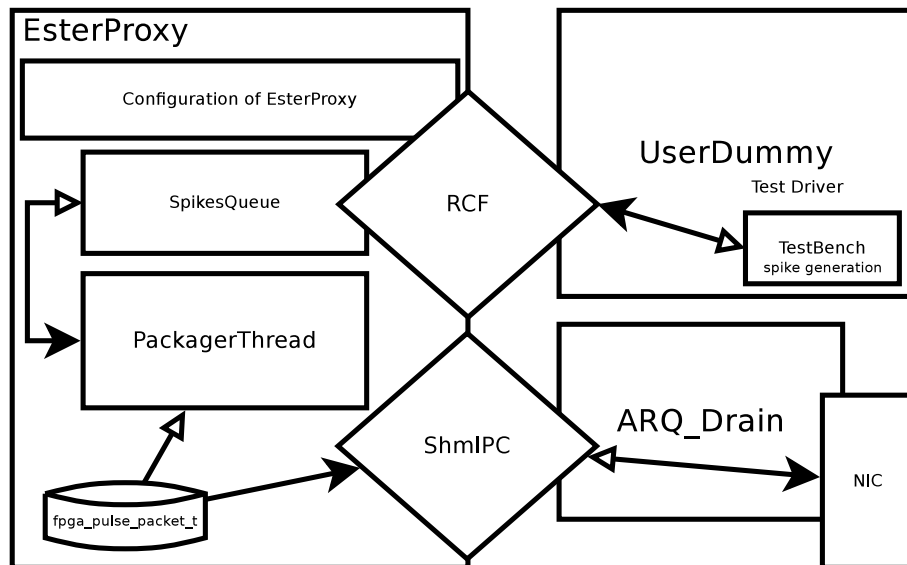 EsterProxy
Configuration of EsterProxy
SpikesQueue
RCF
UserDummy
Test Driver
TestBench
spike generation
PackagerThread
ShmIPC
ARQ_Drain
NIC
fpga_pulse_packet_t